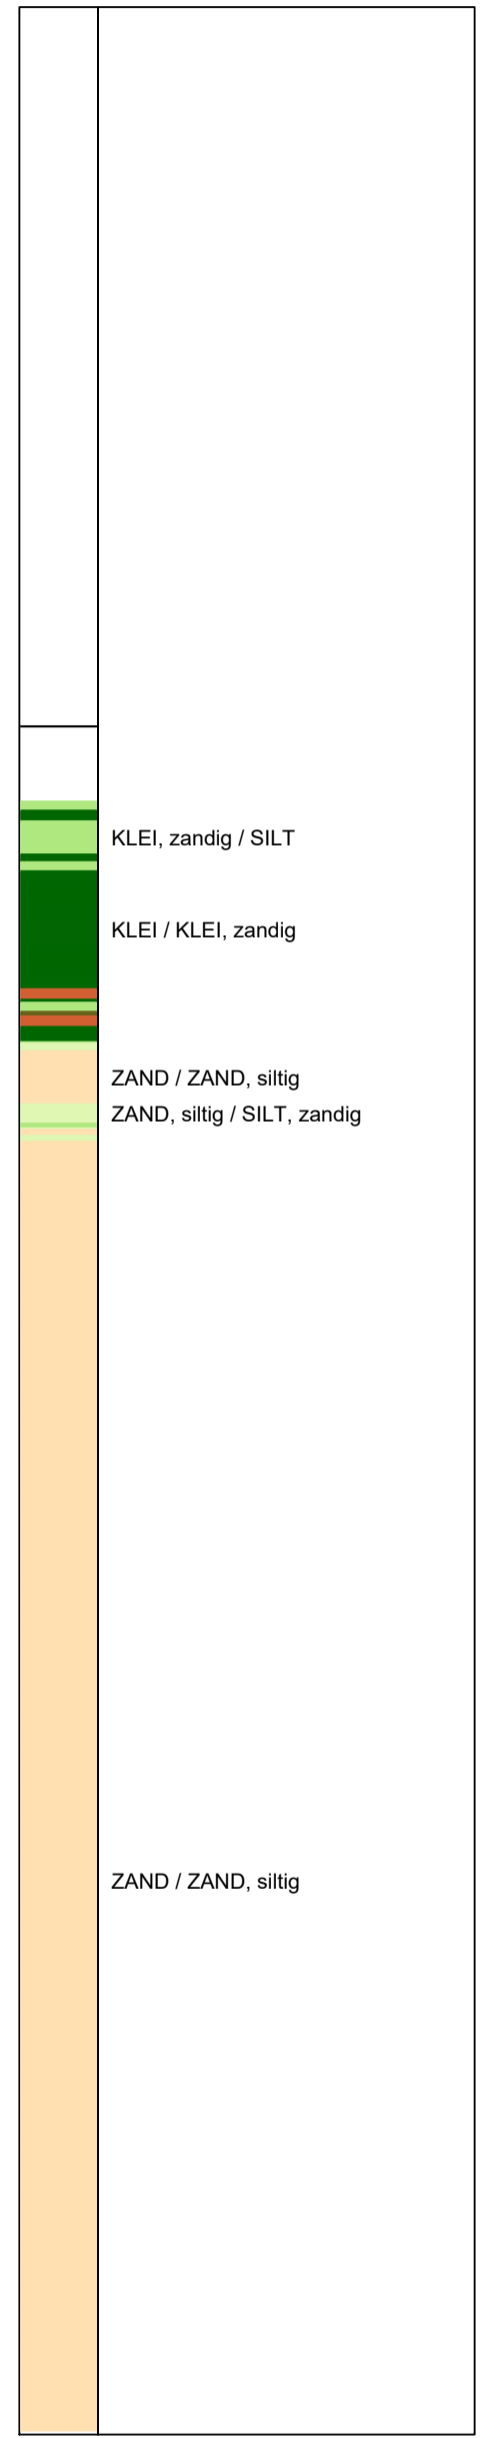 KLEI, zandig / SILT
KLEI / KLEI, zandig
ZAND / ZAND, siltig
ZAND, siltig / SILT, zandig
ZAND / ZAND, siltig